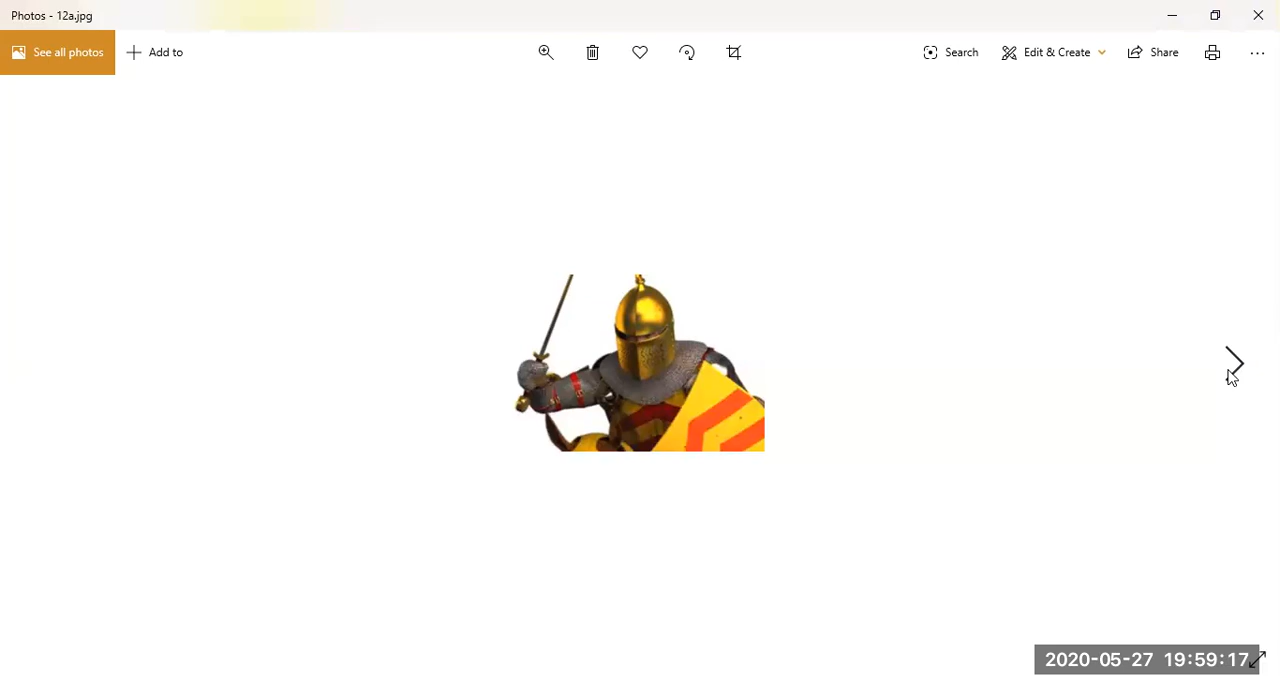 Photos - 12a.jpg
See all photos
Add to
Search
Edit & Create
Share
2020-05-27 19:59:17